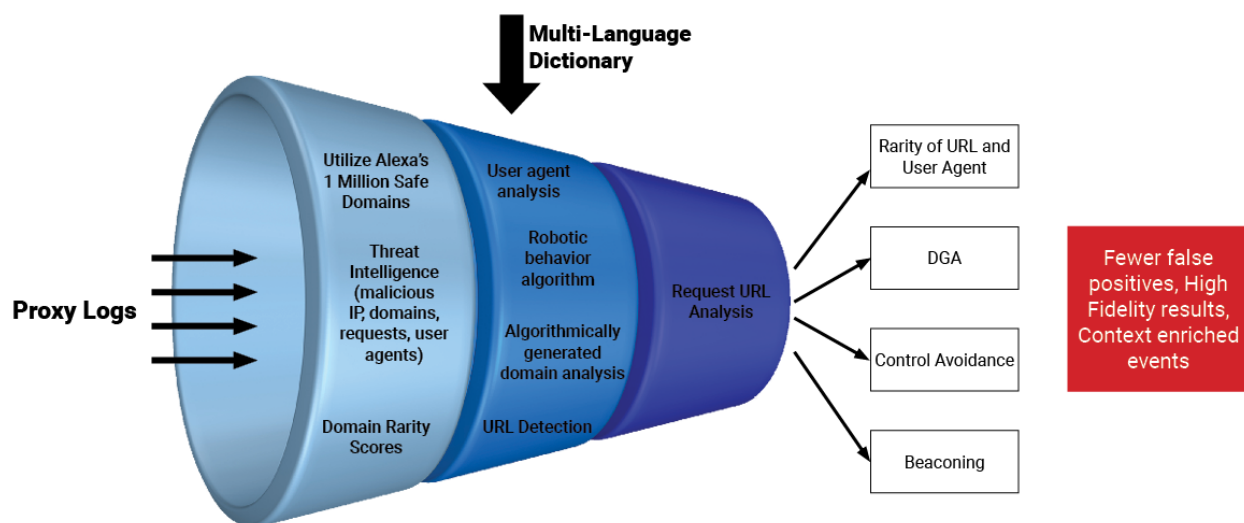 Multi-Language
Dictionary
Proxy Logs
Utilize Alexa's
1 Million Safe
Domains
Threat
Intelligence
(malicious
IP, domains,
requests, user
agents)
Domain Rarity
Scores
User agent
analysis
Robotic
behavior
algorithm
Algorithmically
generated
domain analysis
URL Detection
Request URL
Analysis
Rarity of URL and
User Agent
DGA
Control Avoidance
Beaconing
Fewer false
positives, High
Fidelity results,
Context enriched
events